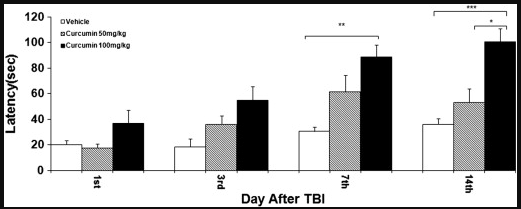 120
100
80
60
40
20
0
Latency(sec)
Vehicle
Curcumin 50mg/kg
Curcumin 100mg/kg
**
***
*
1st
3rd
7th
14th
Day After TBI